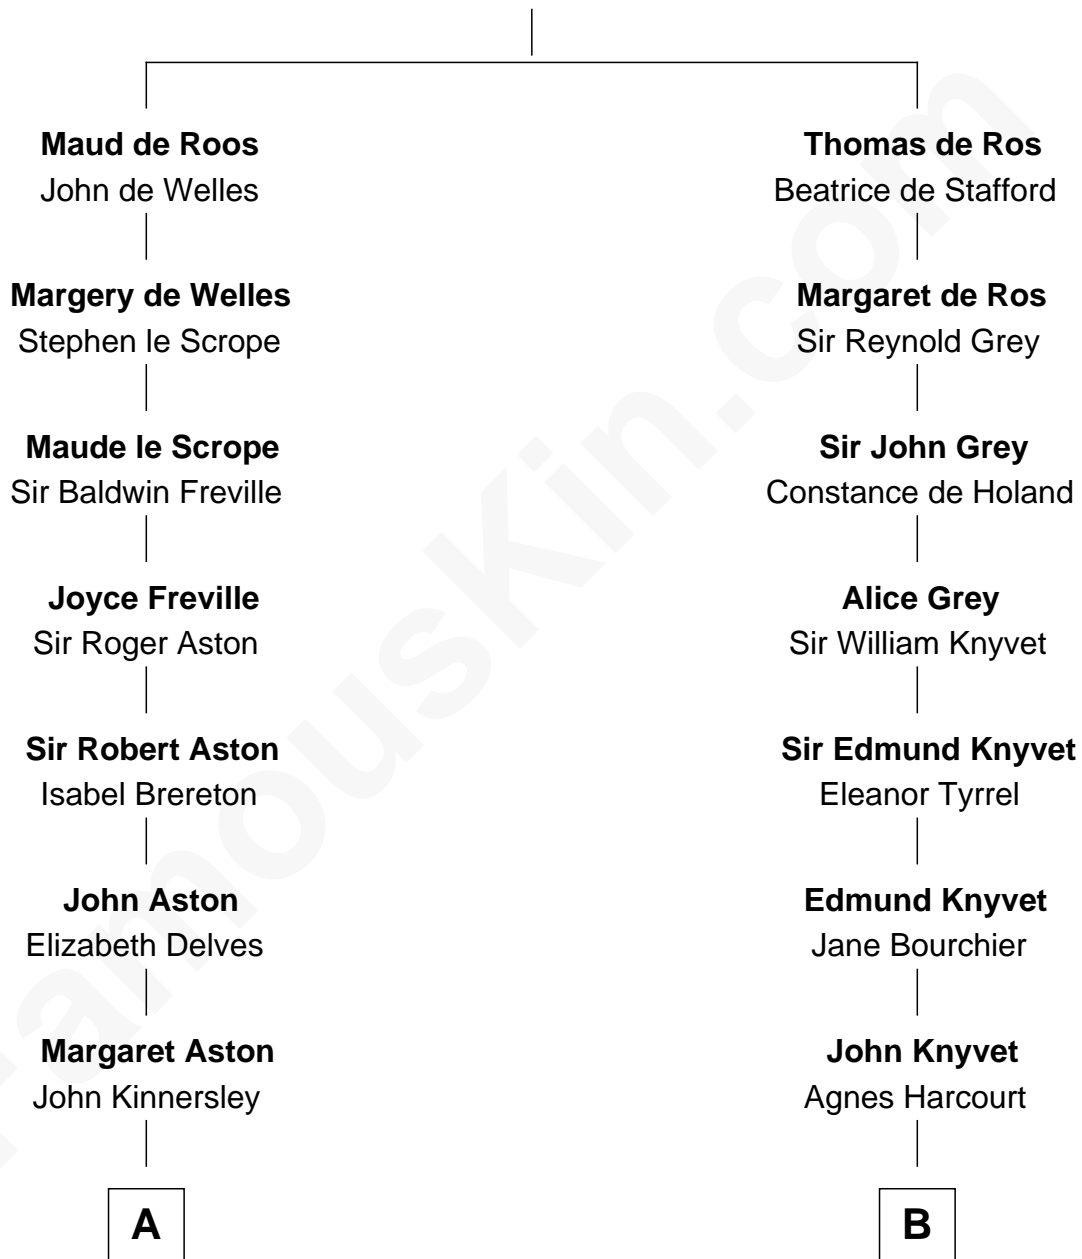 Maud de Roos
John de Welles
Margery de Welles
Stephen le Scrope
Maude le Scrope
Sir Baldwin Freville
Joyce Freville
Sir Roger Aston
Sir Robert Aston
Isabel Brereton
John Aston
Elizabeth Delves
Margaret Aston
John Kinnersley
A
Thomas de Ros
Beatrice de Stafford
Margaret de Ros
Sir Reynold Grey
Sir John Grey
Constance de Holand
Alice Grey
Sir William Knyvet
Sir Edmund Knyvet
Eleanor Tyrrel
Edmund Knyvet
Jane Bourchier
John Knyvet
Agnes Harcourt
B
FamousKin.com